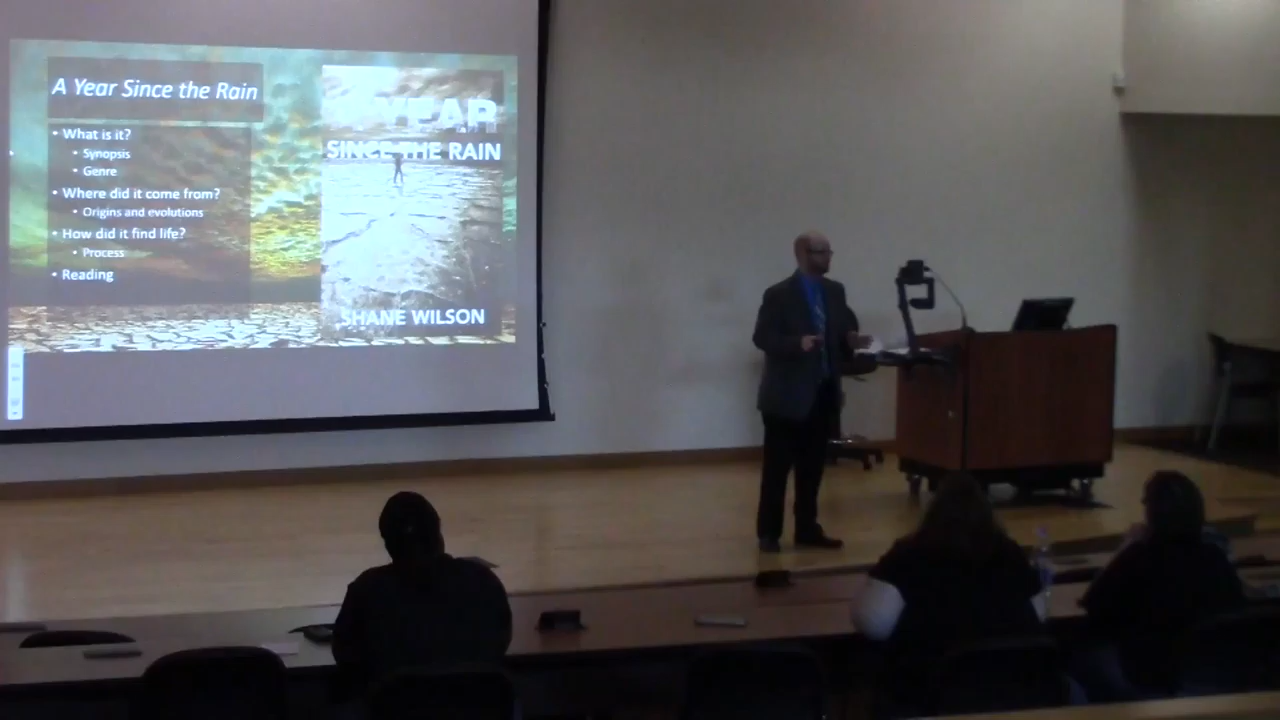 A Year Since the Rain
• What is it?
• Synopsis
• Genre
• Where did it come from?
• Origins and evolutions
• How did it find life?
• Process
• Reading
YEAR
SINCE THE RAIN
SHANE WILSON